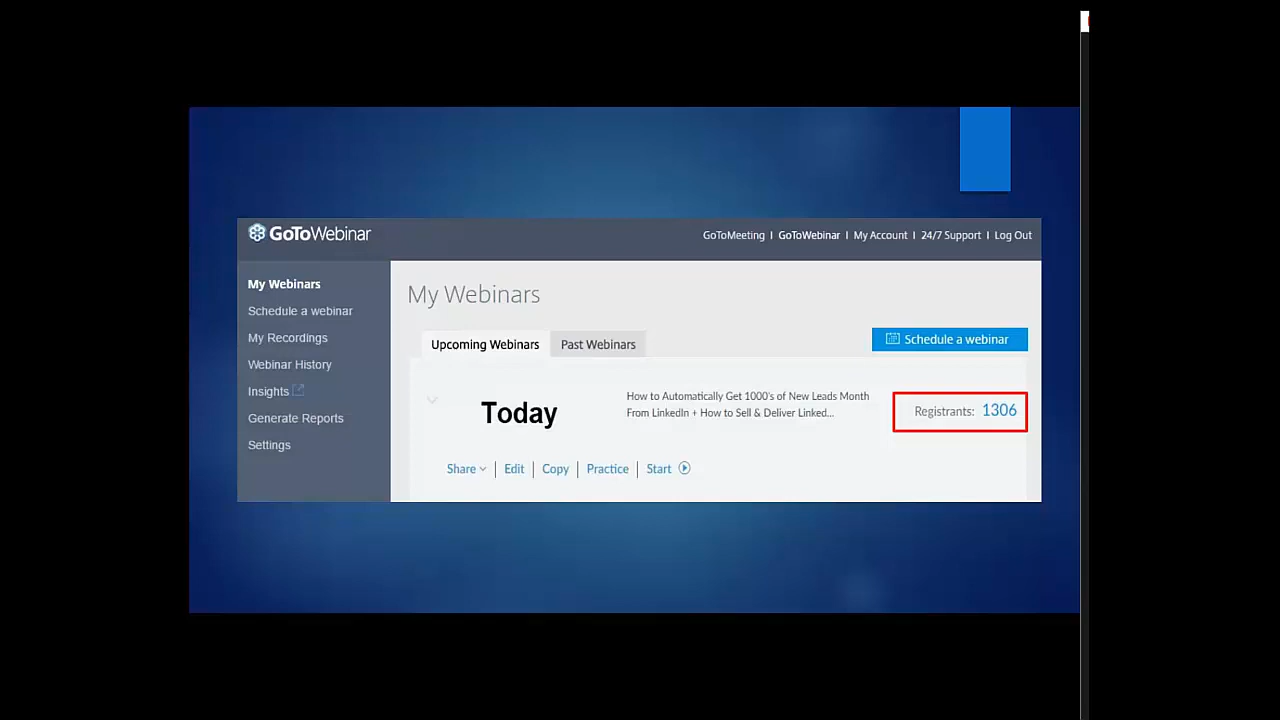 GoToWebinar
GoToMeeting | GoToWebinar | My Account | 24/7 Support | Log Out
My Webinars
Schedule a webinar
My Recordings
Webinar History
Insights
Generate Reports
Settings
My Webinars
Upcoming Webinars
Past Webinars
Schedule a webinar
Today
How to Automatically Get 1000's of New Leads Month
From LinkedIn + How to Sell & Deliver Linked...
Registrants: 1306
Share | Edit | Copy | Practice | Start